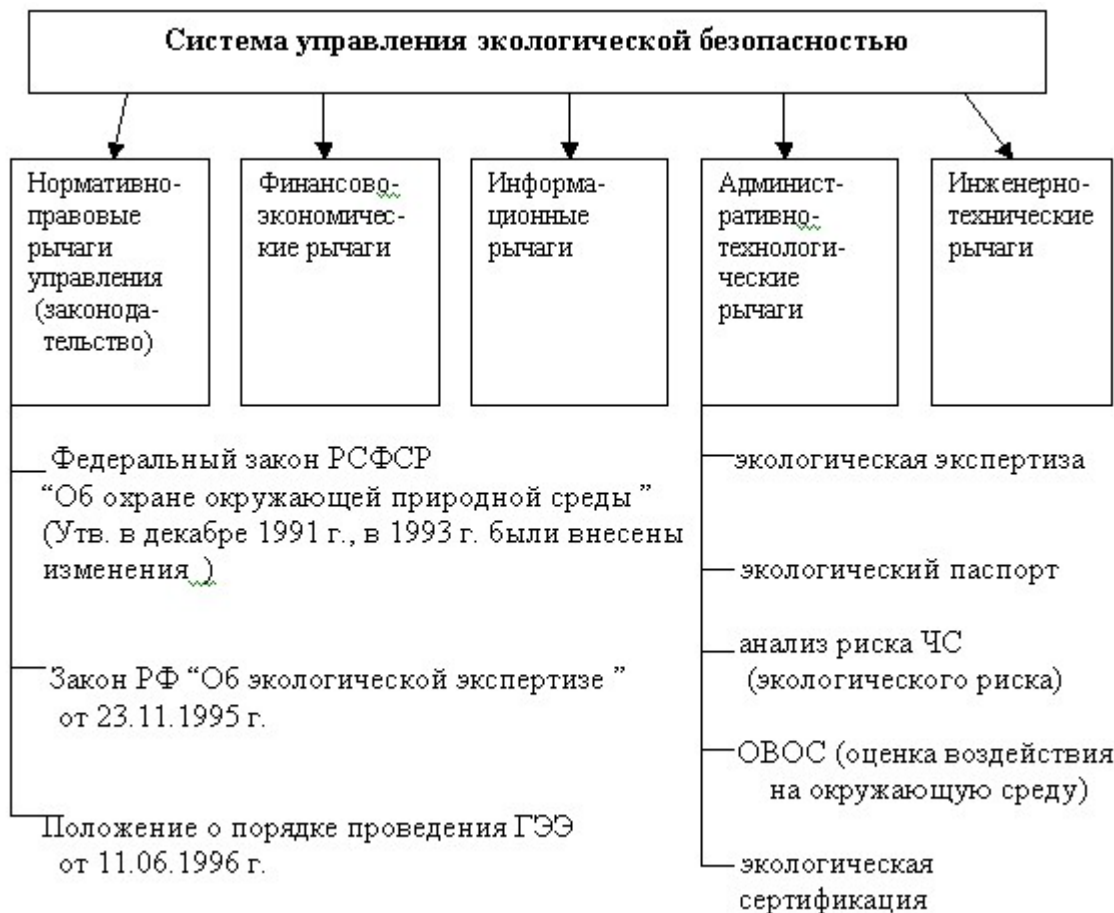 Система управления экологической безопасностью
Нормативно-
правовые
рычаги
управления
(законода-
тельство)
Финансово-
экономичес-
кие рычаги
Информа-
ционные
рычаги
Админист-
ративно-
технологи-
ческие
рычаги
Инженерно-
технические
рычаги
Федеральный закон РСФСР
“Об охране окружающей природной среды ”
(Утв. в декабре 1991 г., в 1993 г. были внесены
изменения )
Закон РФ “Об экологической экспертизе ”
от 23.11.1995 г.
Положение о порядке проведения ГЭЭ
от 11.06.1996 г.
экологическая экспертиза
экологический паспорт
анализ риска ЧС
(экологического риска)
ОВОС (оценка воздействия
на окружающую среду)
экологическая
сертификация